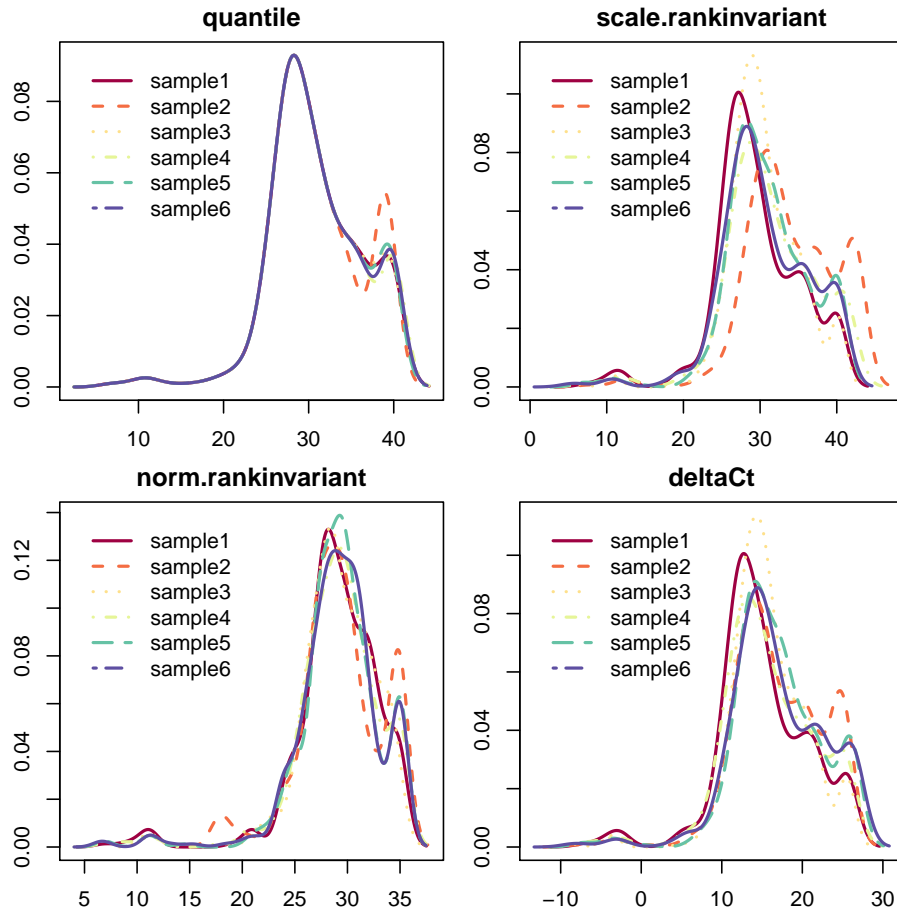 quantile
sample1
sample2
sample3
sample4
sample5
sample6
0.00 0.02 0.04 0.06 0.08
10 20 30 40
scale.rankinvariant
sample1
sample2
sample3
sample4
sample5
sample6
0.00 0.04 0.08
0 10 20 30 40
norm.rankinvariant
sample1
sample2
sample3
sample4
sample5
sample6
0.00 0.04 0.08 0.12
5 10 15 20 25 30 35
deltaCt
sample1
sample2
sample3
sample4
sample5
sample6
0.00 0.04 0.08
−10 0 10 20 30